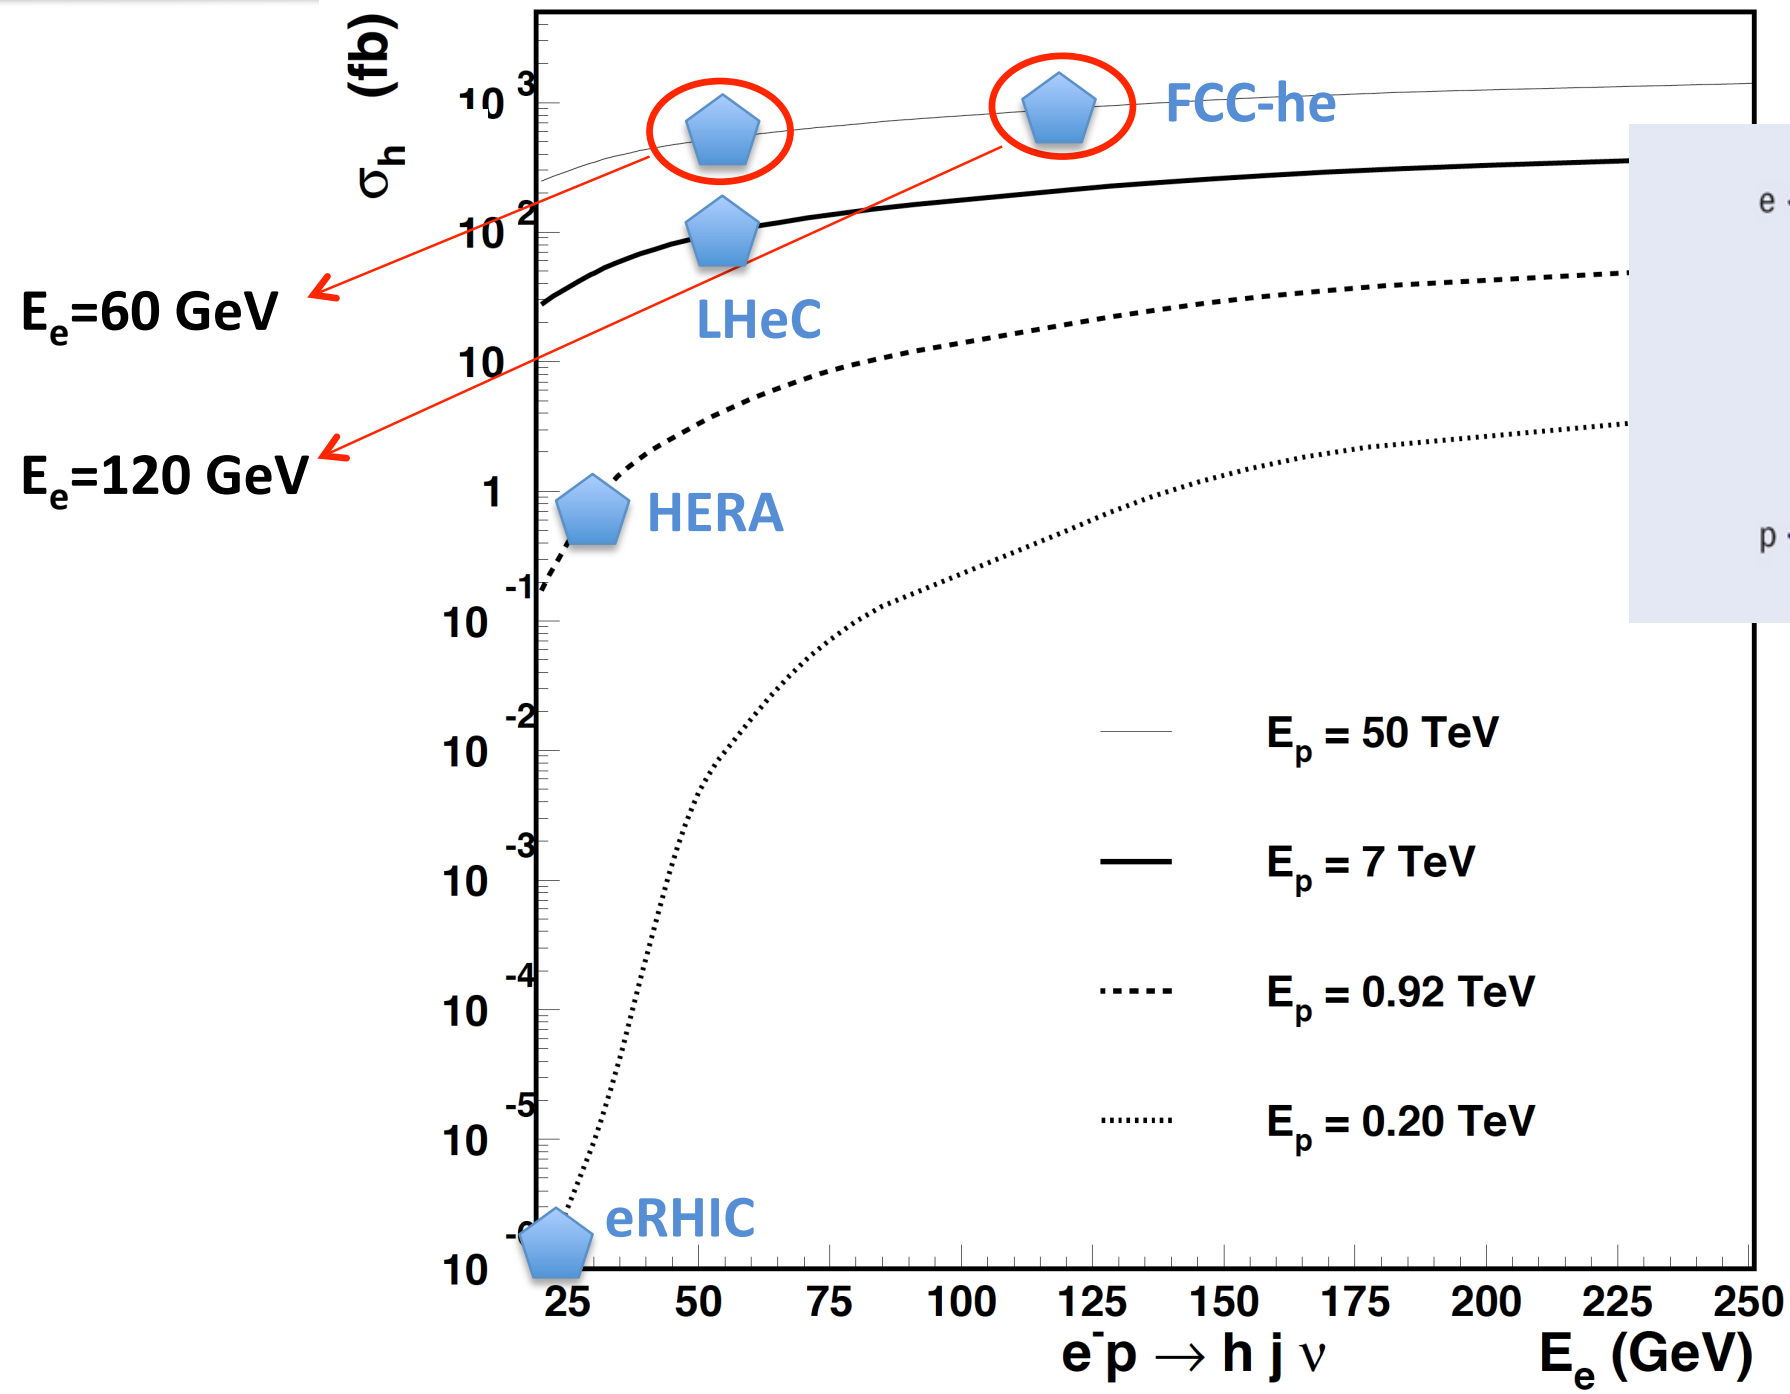 σh (fb)
10 3
10 2
10
1
10 -1
10 -2
10 -3
10 -4
10 -5
10
FCC-he
LHeC
HERA
eRHIC
Ee=60 GeV
Ee=120 GeV
e
p
Ep = 50 TeV
Ep = 7 TeV
Ep = 0.92 TeV
Ep = 0.20 TeV
25 50 75 100 125 150 175 200 225 250
e-p → h j ν Ee (GeV)